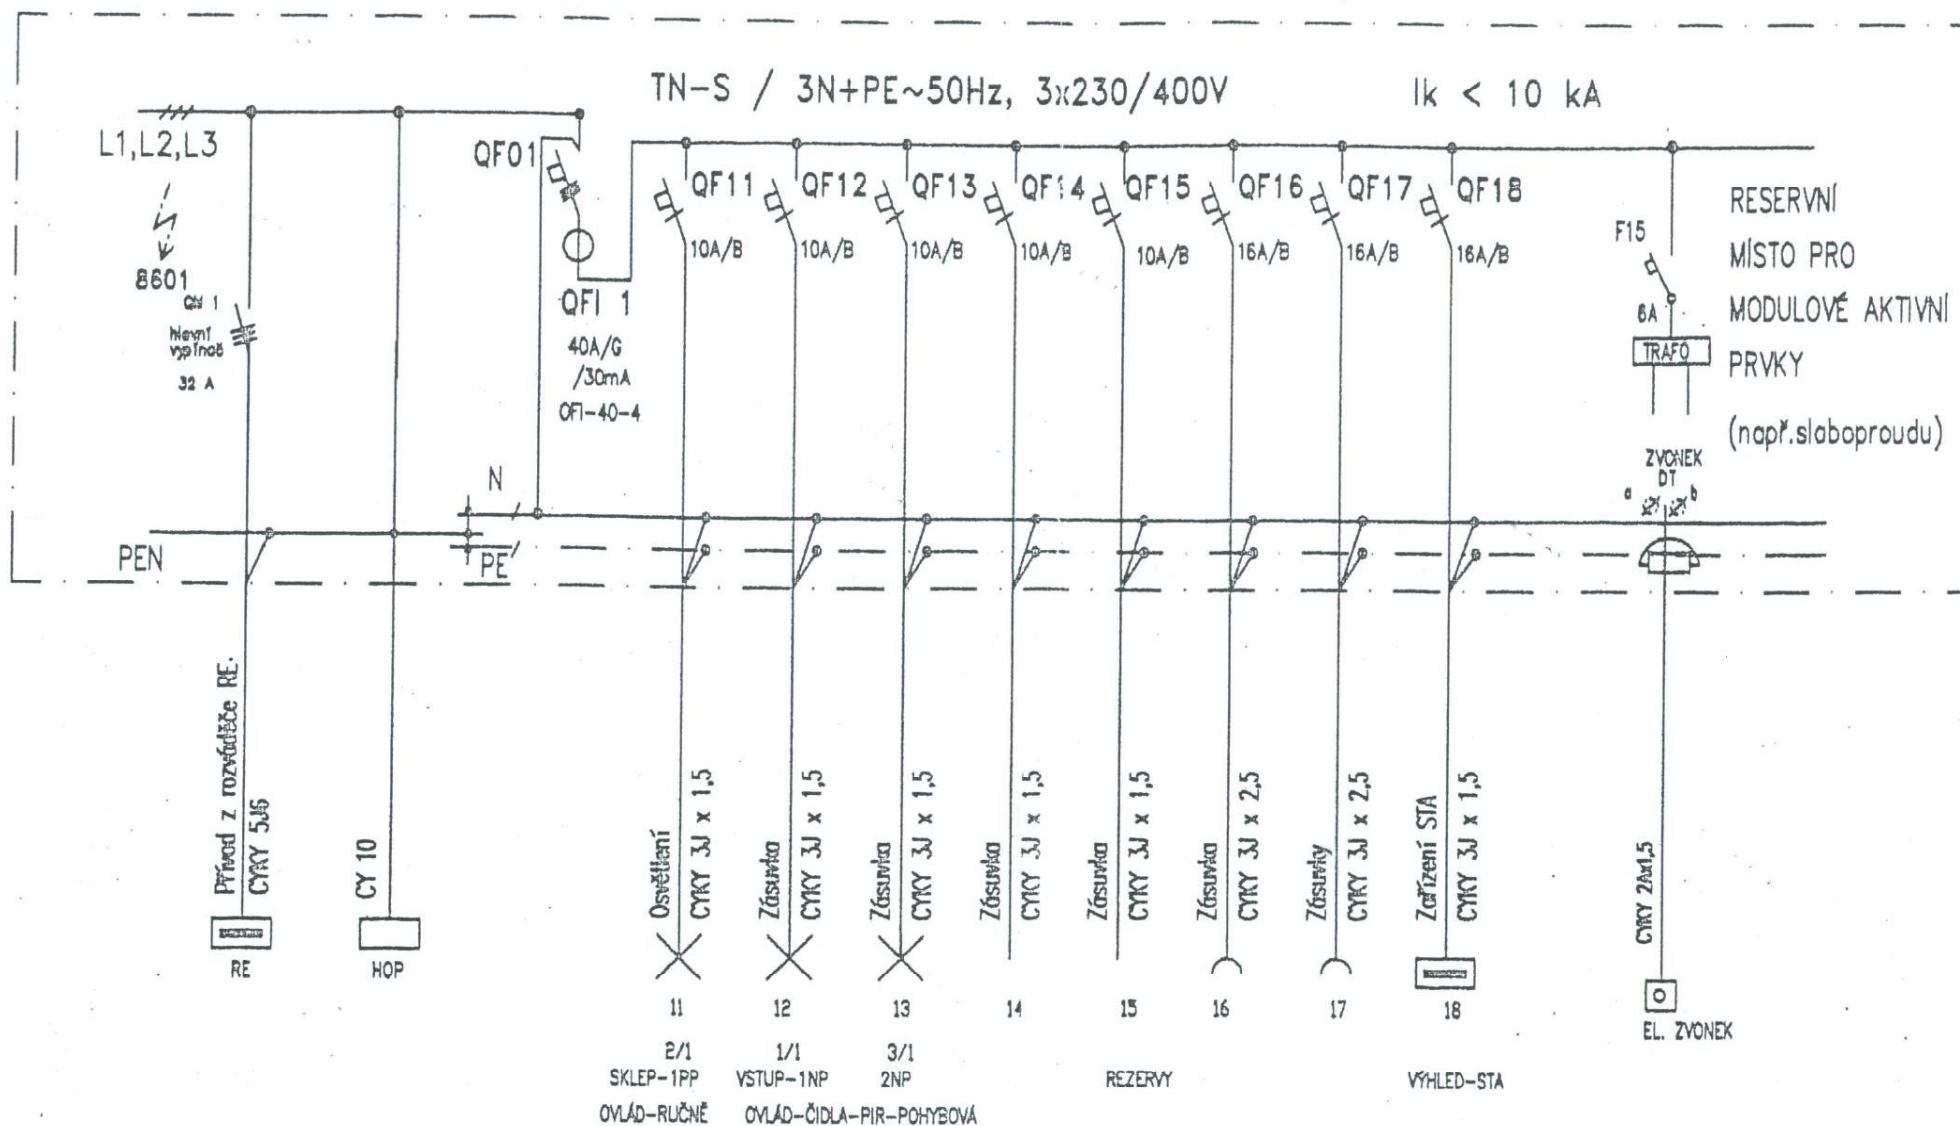 TN-S / 3N+PE~50Hz, 3x230/400V
Ik < 10 kA
L1,L2,L3
8601
QM 1
hlavní
vypínač
32 A
QF01
QFI 1
40A/G
/30mA
OFI-40-4
QF11
10A/B
QF12
10A/B
QF13
10A/B
QF14
10A/B
QF15
10A/B
QF16
16A/B
QF17
16A/B
QF18
16A/B
F15
6A
TRAFO
RESERVNÍ
MÍSTO PRO
MODULOVÉ AKTIVNÍ
PRVKY
(např.slaboproudu)
ZVONEK
DT
a
b
N
PEN
PE
Přívod z rozváděče RE.
CYKY 5J6
RE
CY 10
HOP
Osvětlení
CYKY 3J x 1,5
Zásuvka
CYKY 3J x 1,5
Zásuvka
CYKY 3J x 1,5
Zásuvka
CYKY 3J x 1,5
Zásuvka
CYKY 3J x 1,5
Zásuvka
CYKY 3J x 2,5
Zásuvky
CYKY 3J x 2,5
Zařízení STA
CYKY 3J x 1,5
CYKY 2Ax1,5
EL. ZVONEK
11
12
13
14
15
16
17
18
2/1
1/1
3/1
SKLEP-1PP
VSTUP-1NP
2NP
REZERVY
VÝHLED-STA
OVLÁD-RUČNĚ
OVLÁD-ČIDLA-PIR-POHYBOVÁ